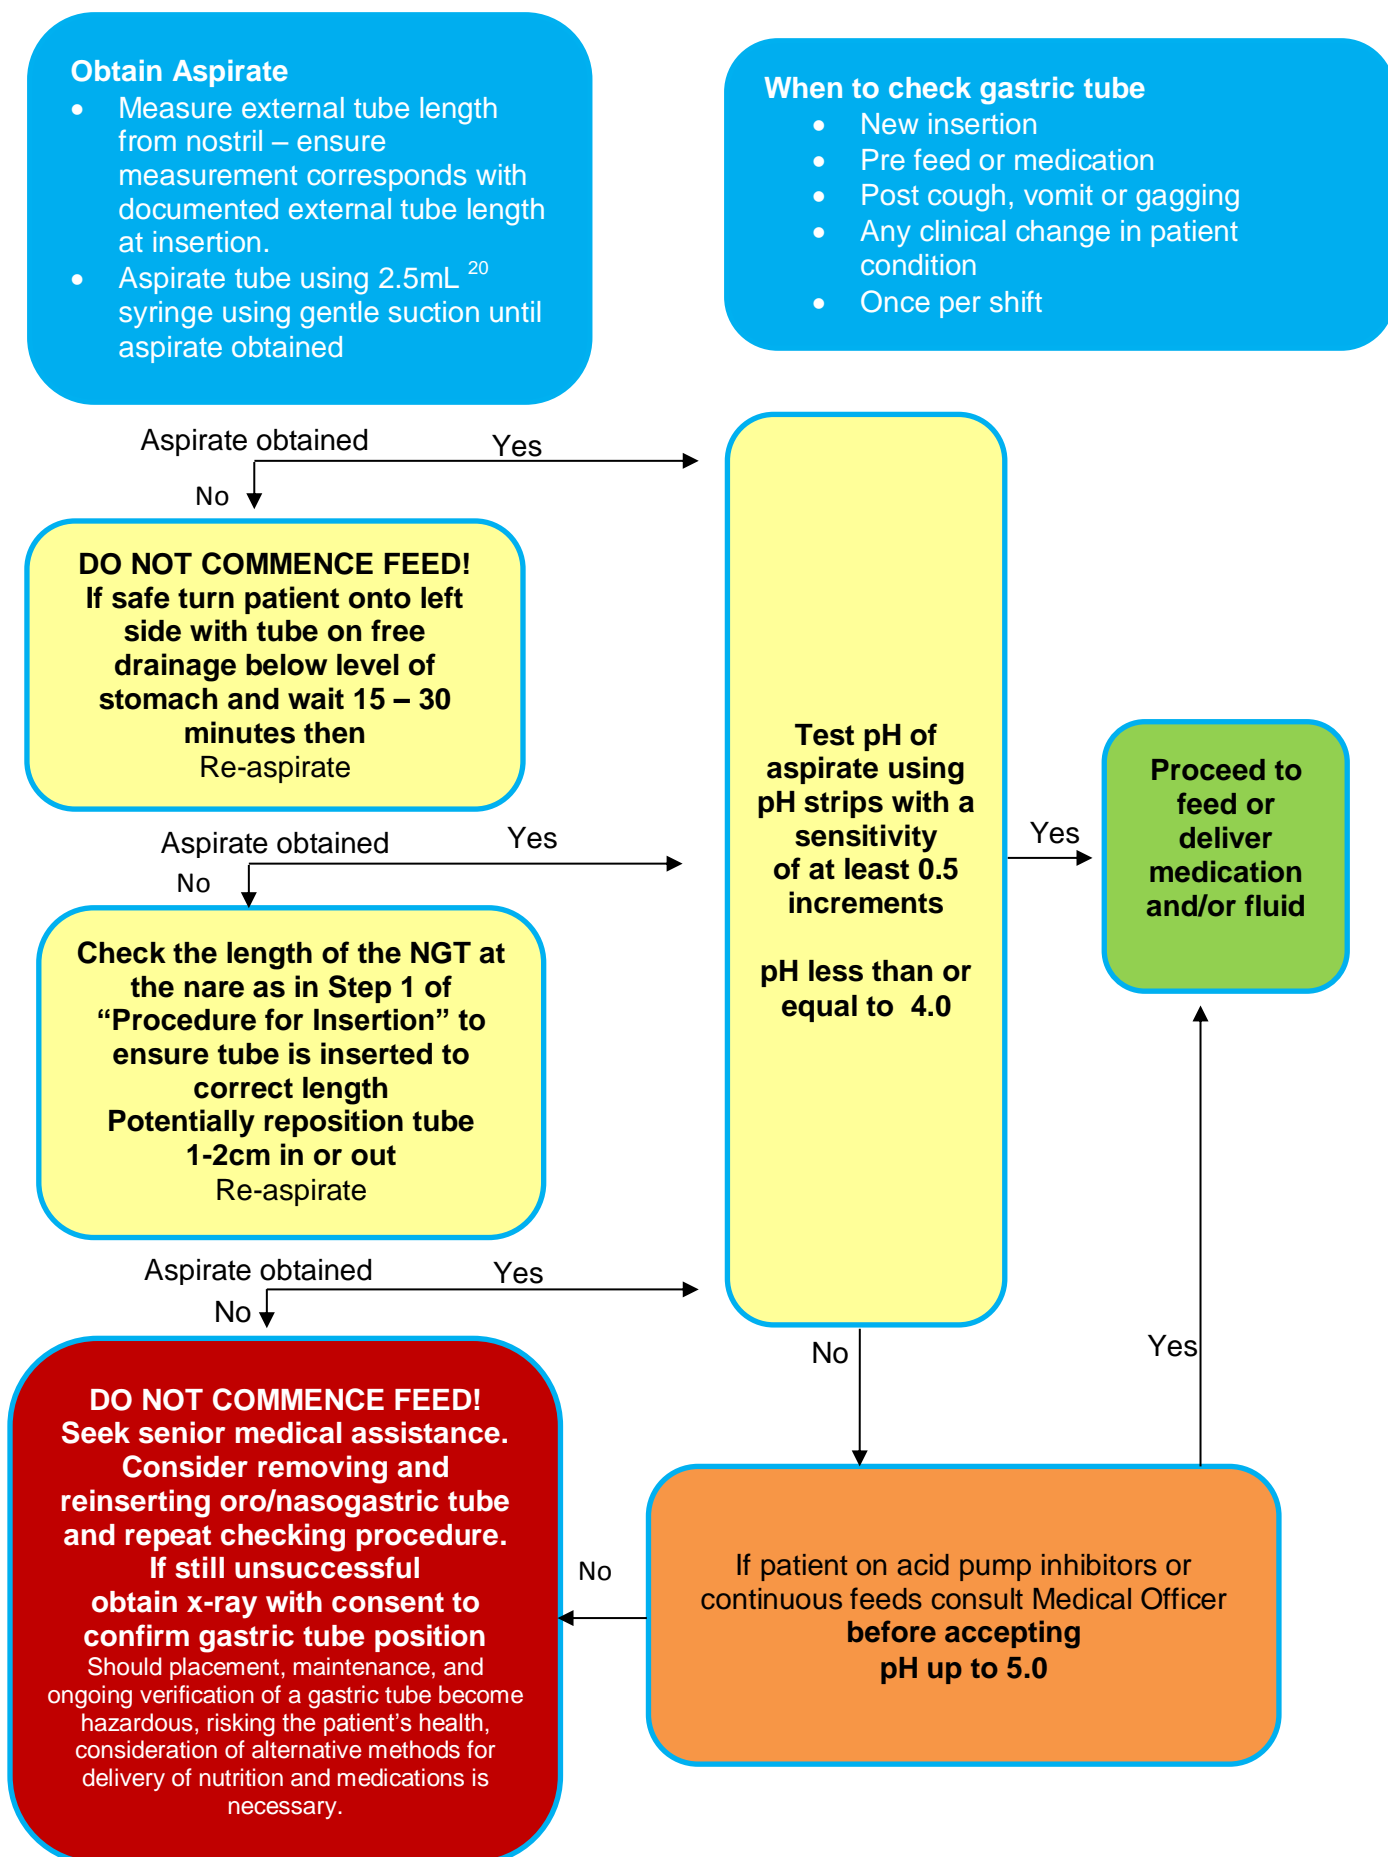 Obtain Aspirate
• Measure external tube length
from nostril – ensure
measurement corresponds with
documented external tube length
at insertion.
• Aspirate tube using 2.5mL 20
syringe using gentle suction until
aspirate obtained
When to check gastric tube
• New insertion
• Pre feed or medication
• Post cough, vomit or gagging
• Any clinical change in patient
condition
• Once per shift
Aspirate obtained
Yes
No
DO NOT COMMENCE FEED!
If safe turn patient onto left
side with tube on free
drainage below level of
stomach and wait 15 – 30
minutes then
Re-aspirate
Aspirate obtained
Yes
No
Check the length of the NGT at
the nare as in Step 1 of
“Procedure for Insertion” to
ensure tube is inserted to
correct length
Potentially reposition tube
1-2cm in or out
Re-aspirate
Aspirate obtained
Yes
No
DO NOT COMMENCE FEED!
Seek senior medical assistance.
Consider removing and
reinserting oro/nasogastric tube
and repeat checking procedure.
If still unsuccessful
obtain x-ray with consent to
confirm gastric tube position
Should placement, maintenance, and
ongoing verification of a gastric tube become
hazardous, risking the patient’s health,
consideration of alternative methods for
delivery of nutrition and medications is
necessary.
Test pH of
aspirate using
pH strips with a
sensitivity
of at least 0.5
increments
pH less than or
equal to 4.0
Yes
Proceed to
feed or
deliver
medication
and/or fluid
No
Yes
If patient on acid pump inhibitors or
continuous feeds consult Medical Officer
before accepting
pH up to 5.0
No